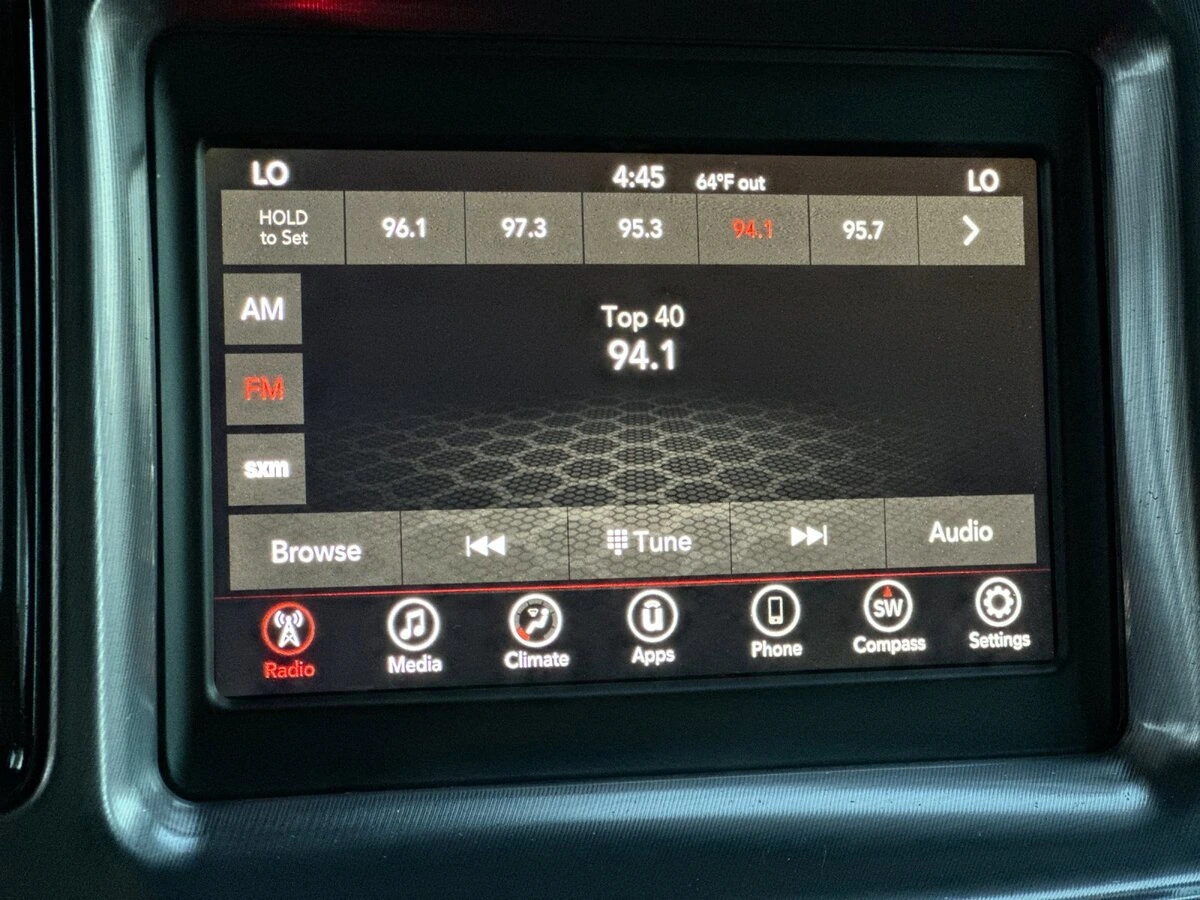 LO 4:45 64°F out LO
HOLD
to Set
96.1 97.3 95.3 94.1 95.7
AM
Top 40
94.1
FM
sxm
Browse Tune Audio
SW
Radio Media Climate Apps Phone Compass Settings